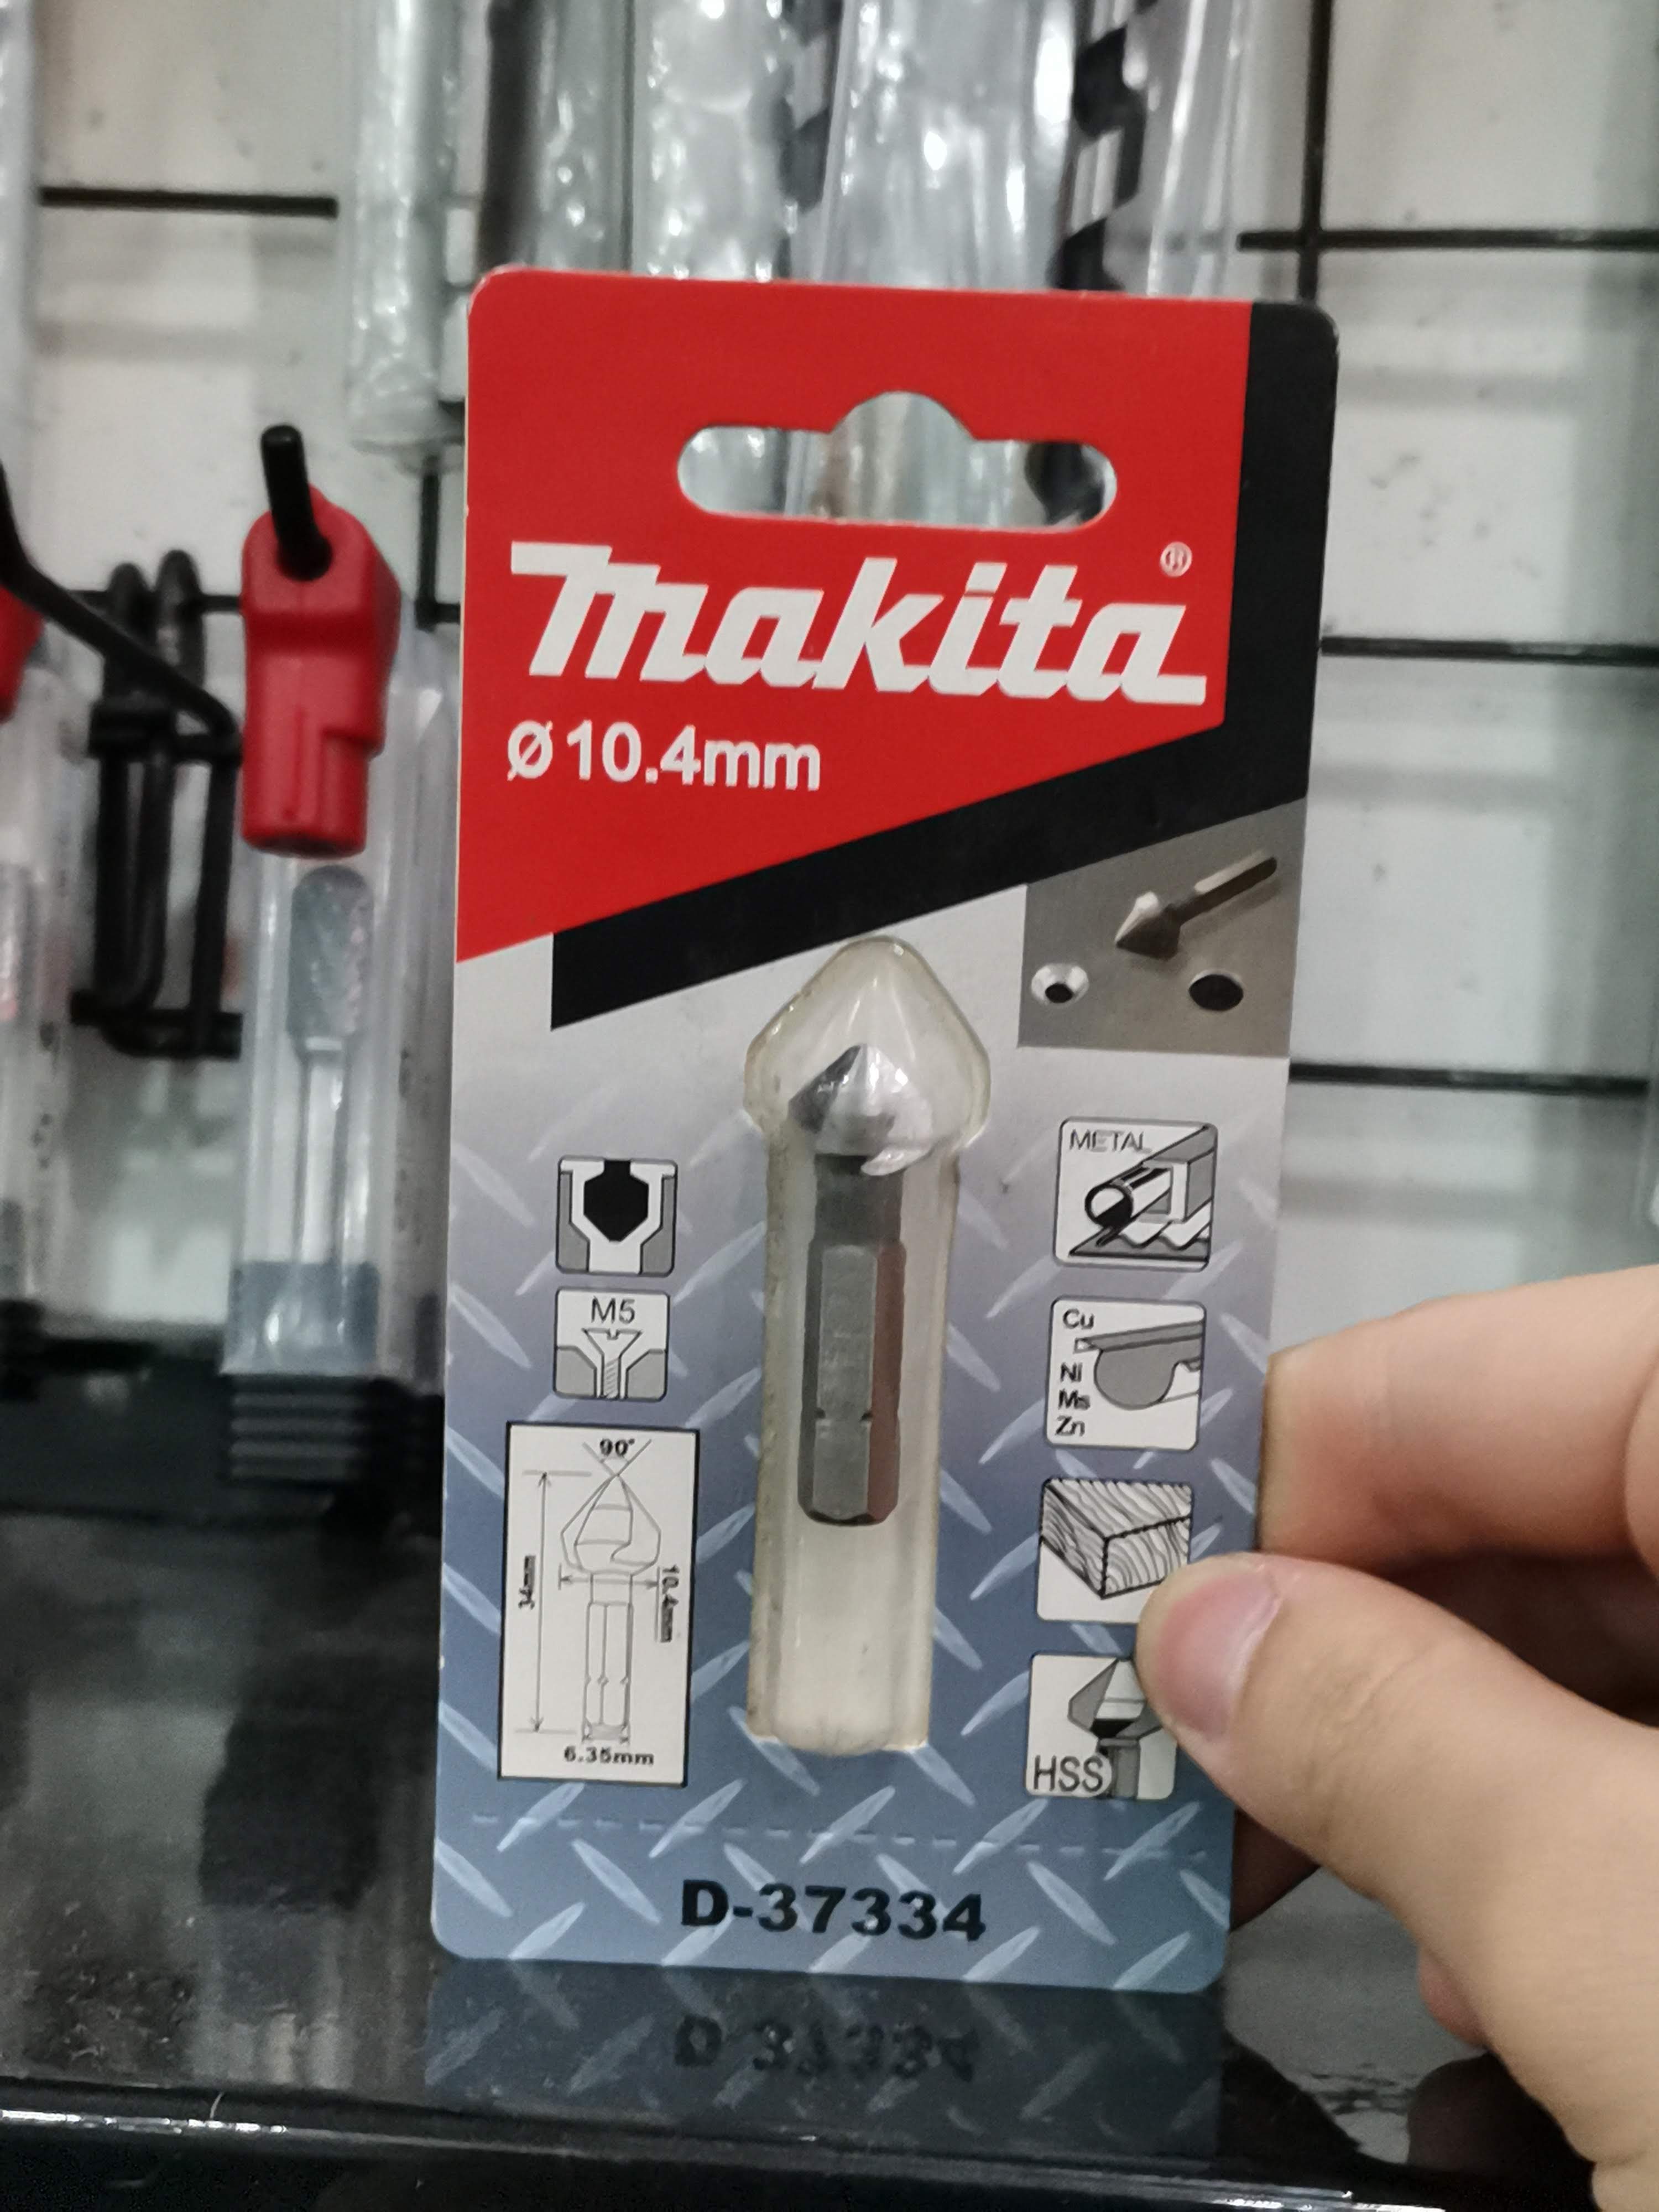 makita®
Ø10.4mm
METAL
M5
Cu
Ni
Ms
Zn
90°
34mm
10.4mm
6.35mm
HSS
D-37334